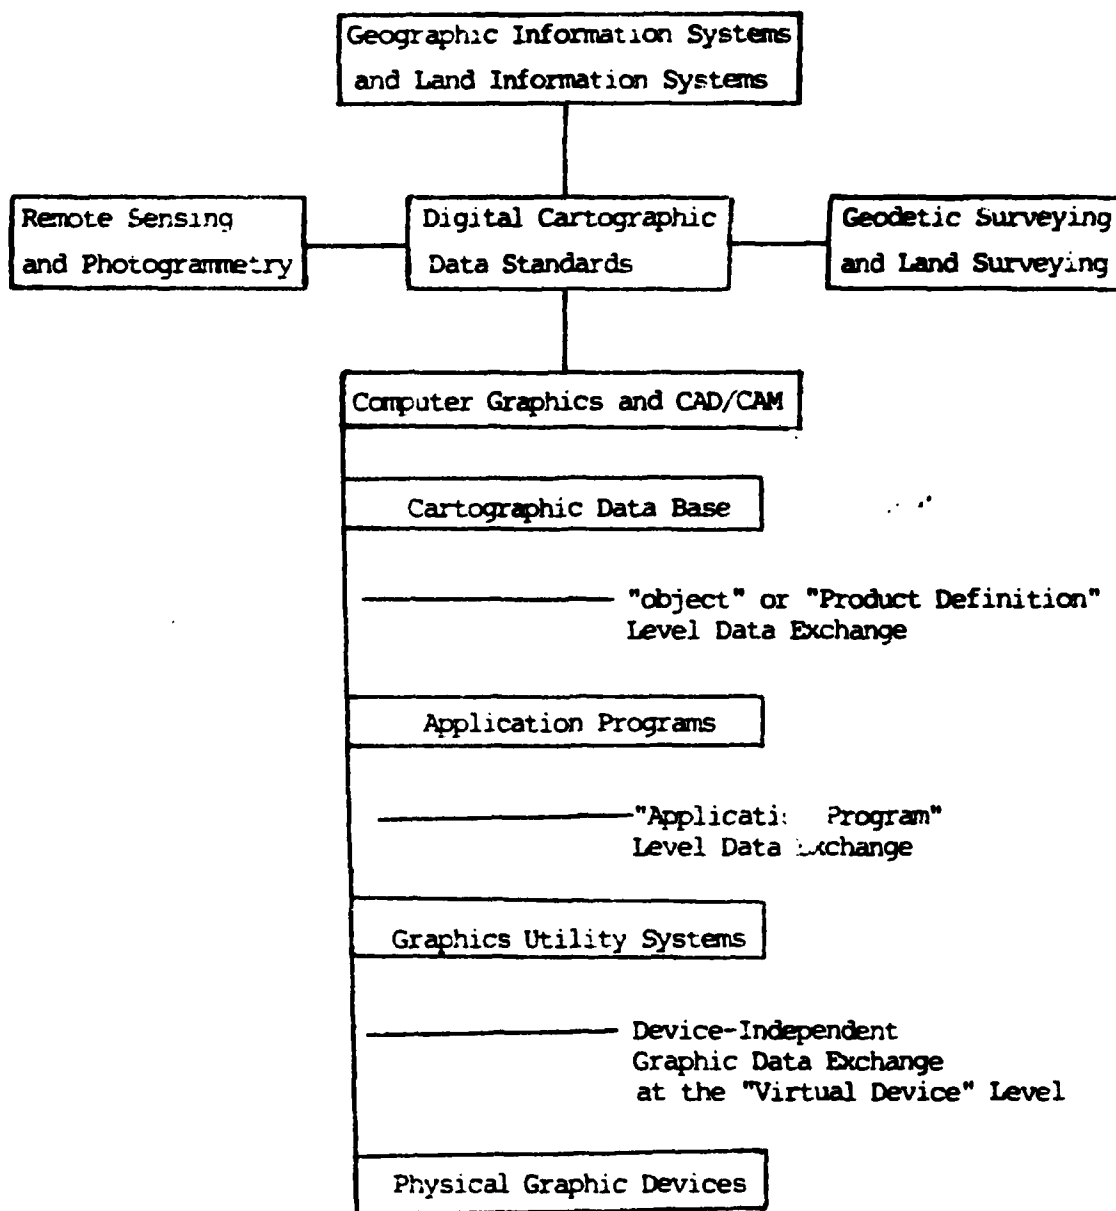 Geographic Information Systems
and Land Information Systems
Remote Sensing
and Photogrammetry
Digital Cartographic
Data Standards
Geodetic Surveying
and Land Surveying
Computer Graphics and CAD/CAM
Cartographic Data Base
"object" or "Product Definition"
Level Data Exchange
Application Programs
Program"
Level Data
Graphics Utility Systems
Device-Independent
Graphic Data Exchange
at the "Virtual Device" Level
Physical Graphic Devices